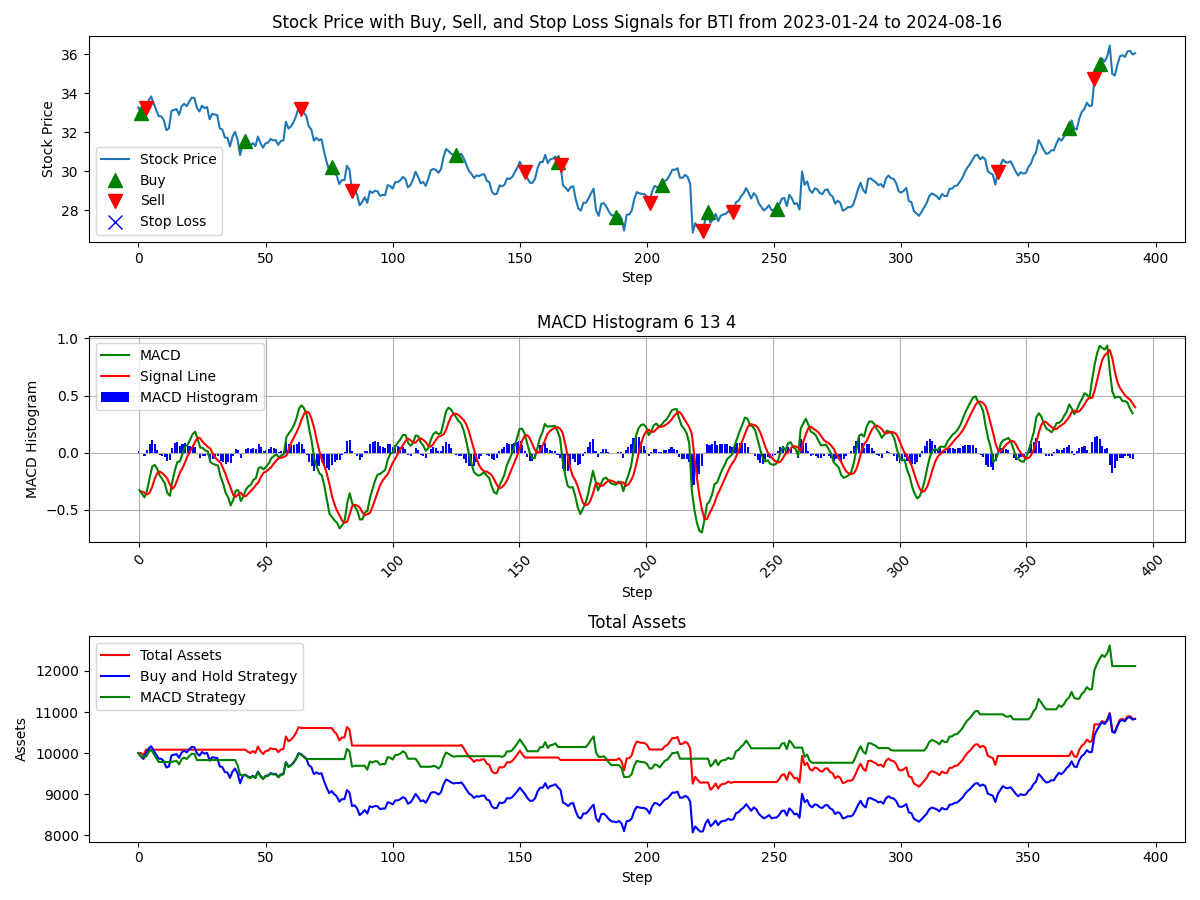 Stock Price with Buy, Sell, and Stop Loss Signals for BTI from 2023-01-24 to 2024-08-16
Stock Price
36
34
32
30
28
Stock Price
Buy
Sell
Stop Loss
0 50 100 150 200 250 300 350 400
Step
MACD Histogram 6 13 4
MACD Histogram
1.0
0.5
0.0
−0.5
MACD
Signal Line
MACD Histogram
0 50 100 150 200 250 300 350 400
Step
Total Assets
Assets
12000
11000
10000
9000
8000
Total Assets
Buy and Hold Strategy
MACD Strategy
0 50 100 150 200 250 300 350 400
Step